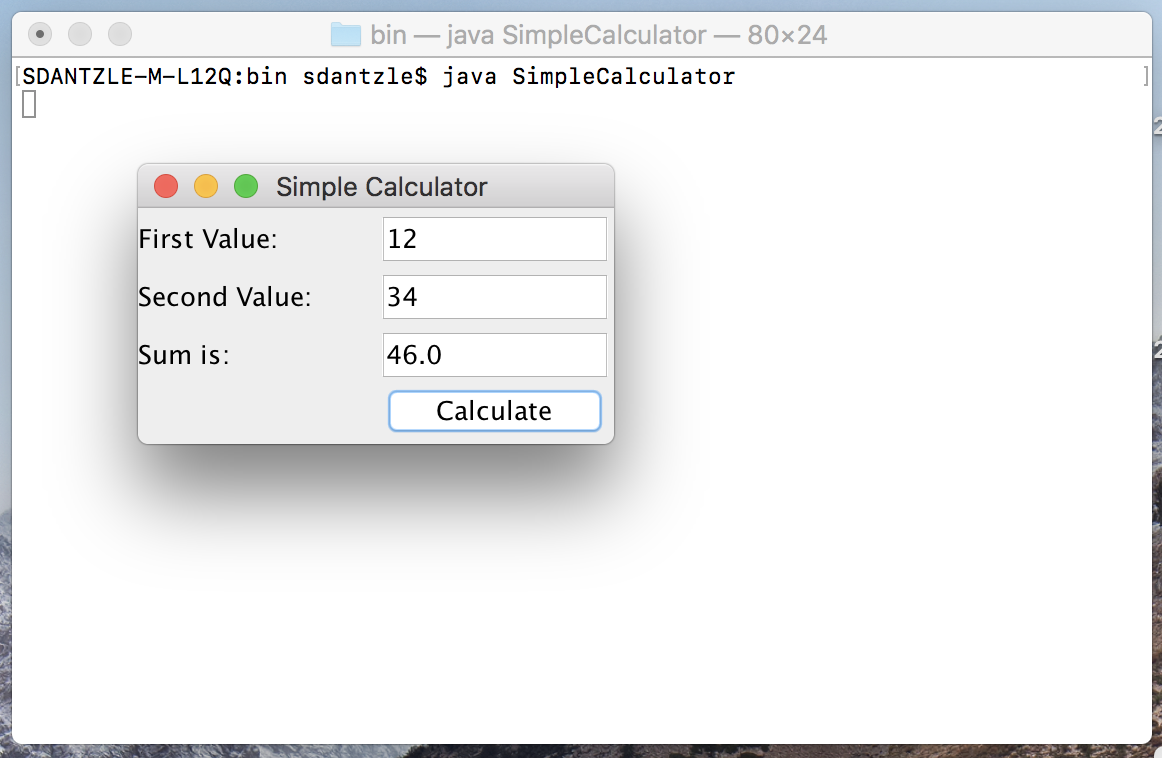 bin — java SimpleCalculator — 80×24
[SDANTZLE-M-L12Q:bin sdantzle$ java SimpleCalculator ]
Simple Calculator
First Value: 12
Second Value: 34
Sum is: 46.0
Calculate